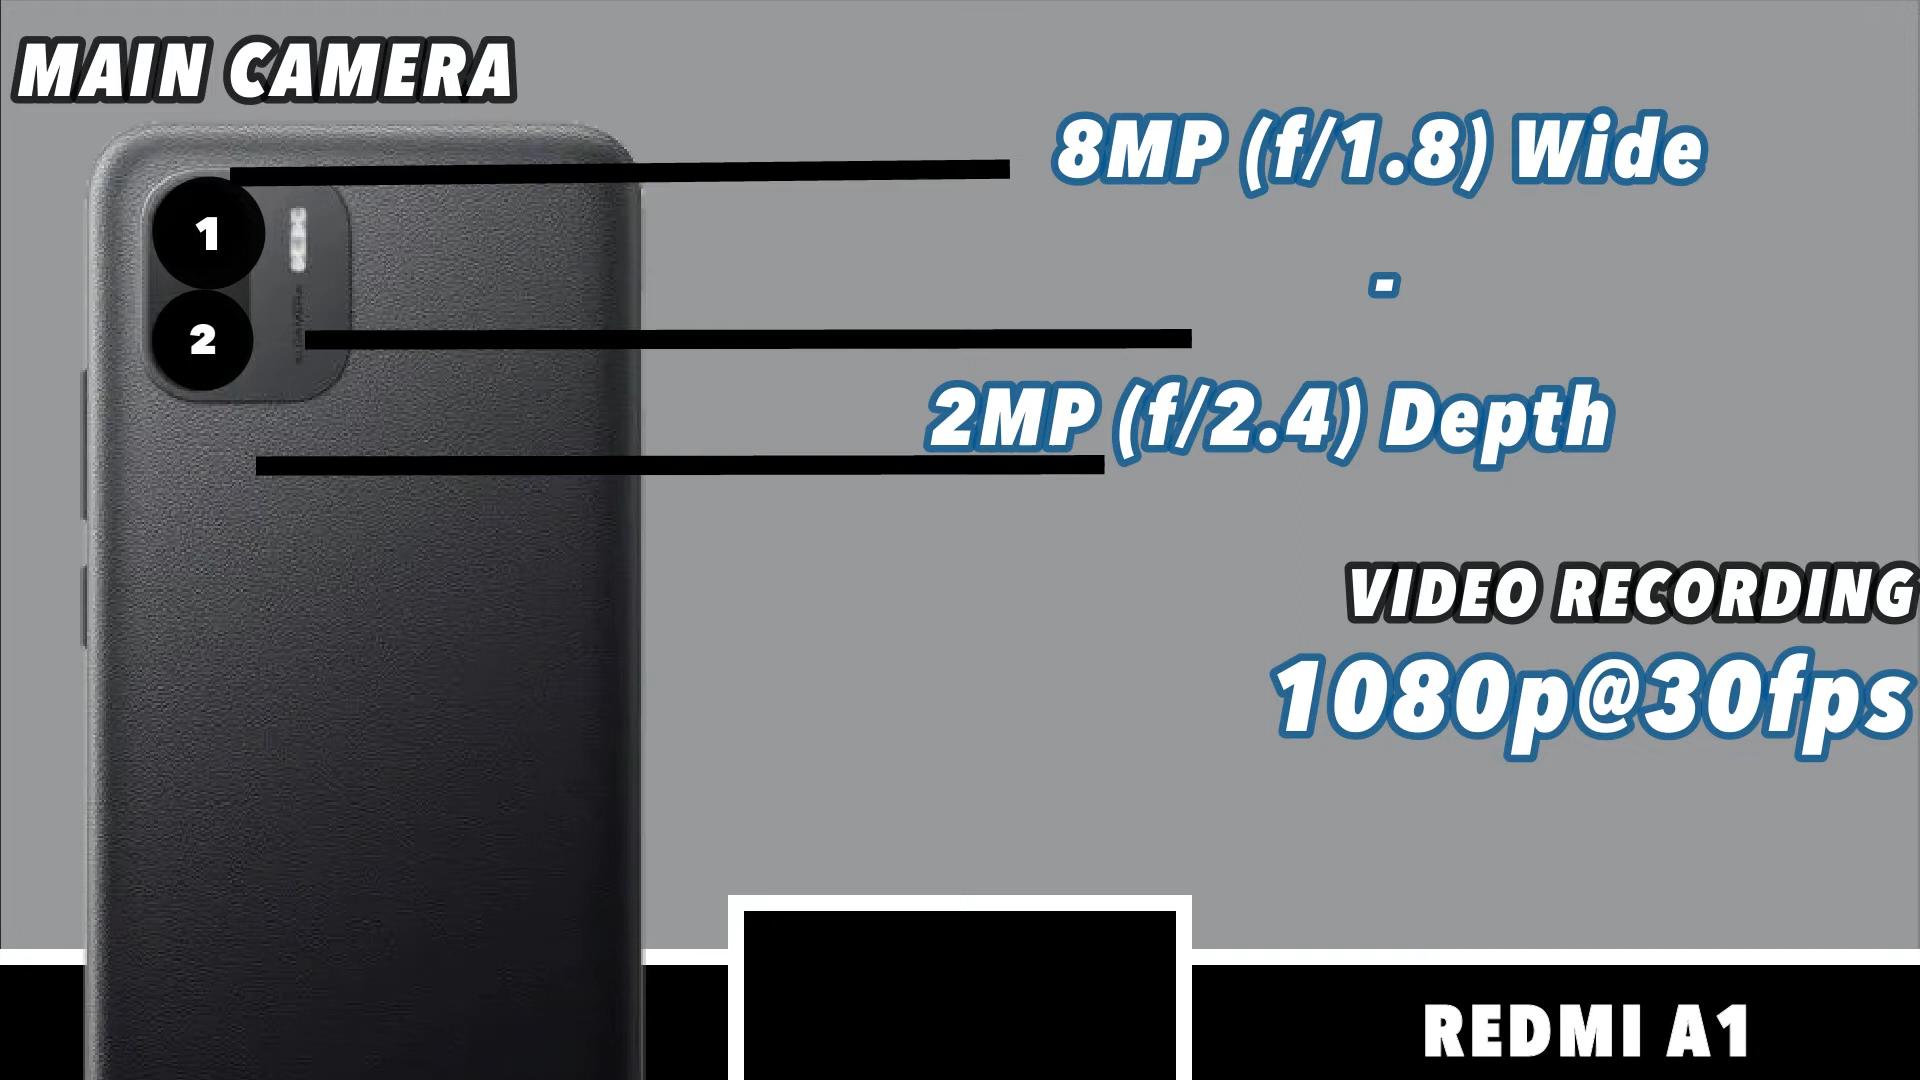 MAIN CAMERA
8MP (f/1.8) Wide
1
-
2
2MP (f/2.4) Depth
VIDEO RECORDING
1080p@30fps
REDMI A1